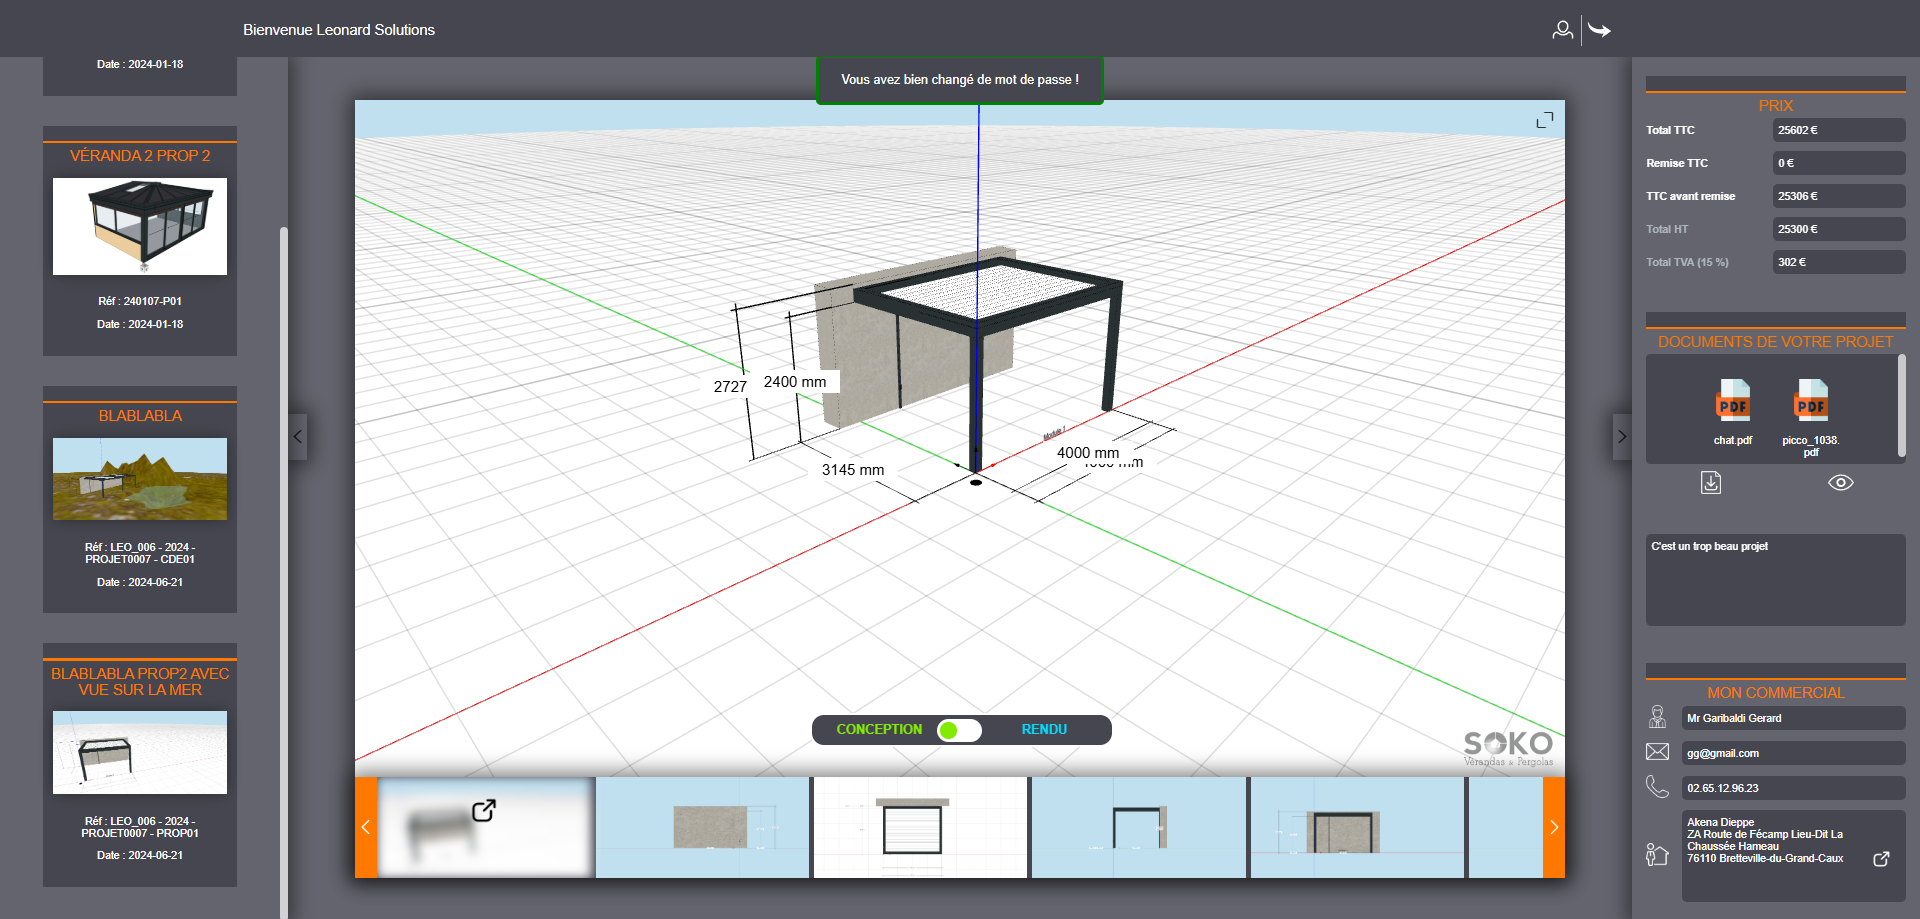 Bienvenue Leonard Solutions
Vous avez bien changé de mot de passe !
Date : 2024-01-18
VÉRANDA 2 PROP 2
Réf : 240107-P01
Date : 2024-01-18
BLABLABLA
Réf : LEO_006 - 2024 -
PROJET0007 - CDE01
Date : 2024-06-21
BLABLABLA PROP2 AVEC
VUE SUR LA MER
Réf : LEO_006 - 2024 -
PROJET0007 - PROP01
Date : 2024-06-21
2727
2400 mm
3145 mm
4000 mm
mm
Module 1
CONCEPTION
RENDU
SOKO
Vérandas & Pergolas
PRIX
Total TTC
25602 €
Remise TTC
0 €
TTC avant remise
25306 €
Total HT
25300 €
Total TVA (15 %)
302 €
DOCUMENTS DE VOTRE PROJET
PDF
PDF
chat.pdf
picco_1038.
pdf
C'est un trop beau projet
MON COMMERCIAL
Mr Garibaldi Gerard
gg@gmail.com
02.65.12.96.23
Akena Dieppe
ZA Route de Fécamp Lieu-Dit La
Chaussée Hameau
76110 Bretteville-du-Grand-Caux